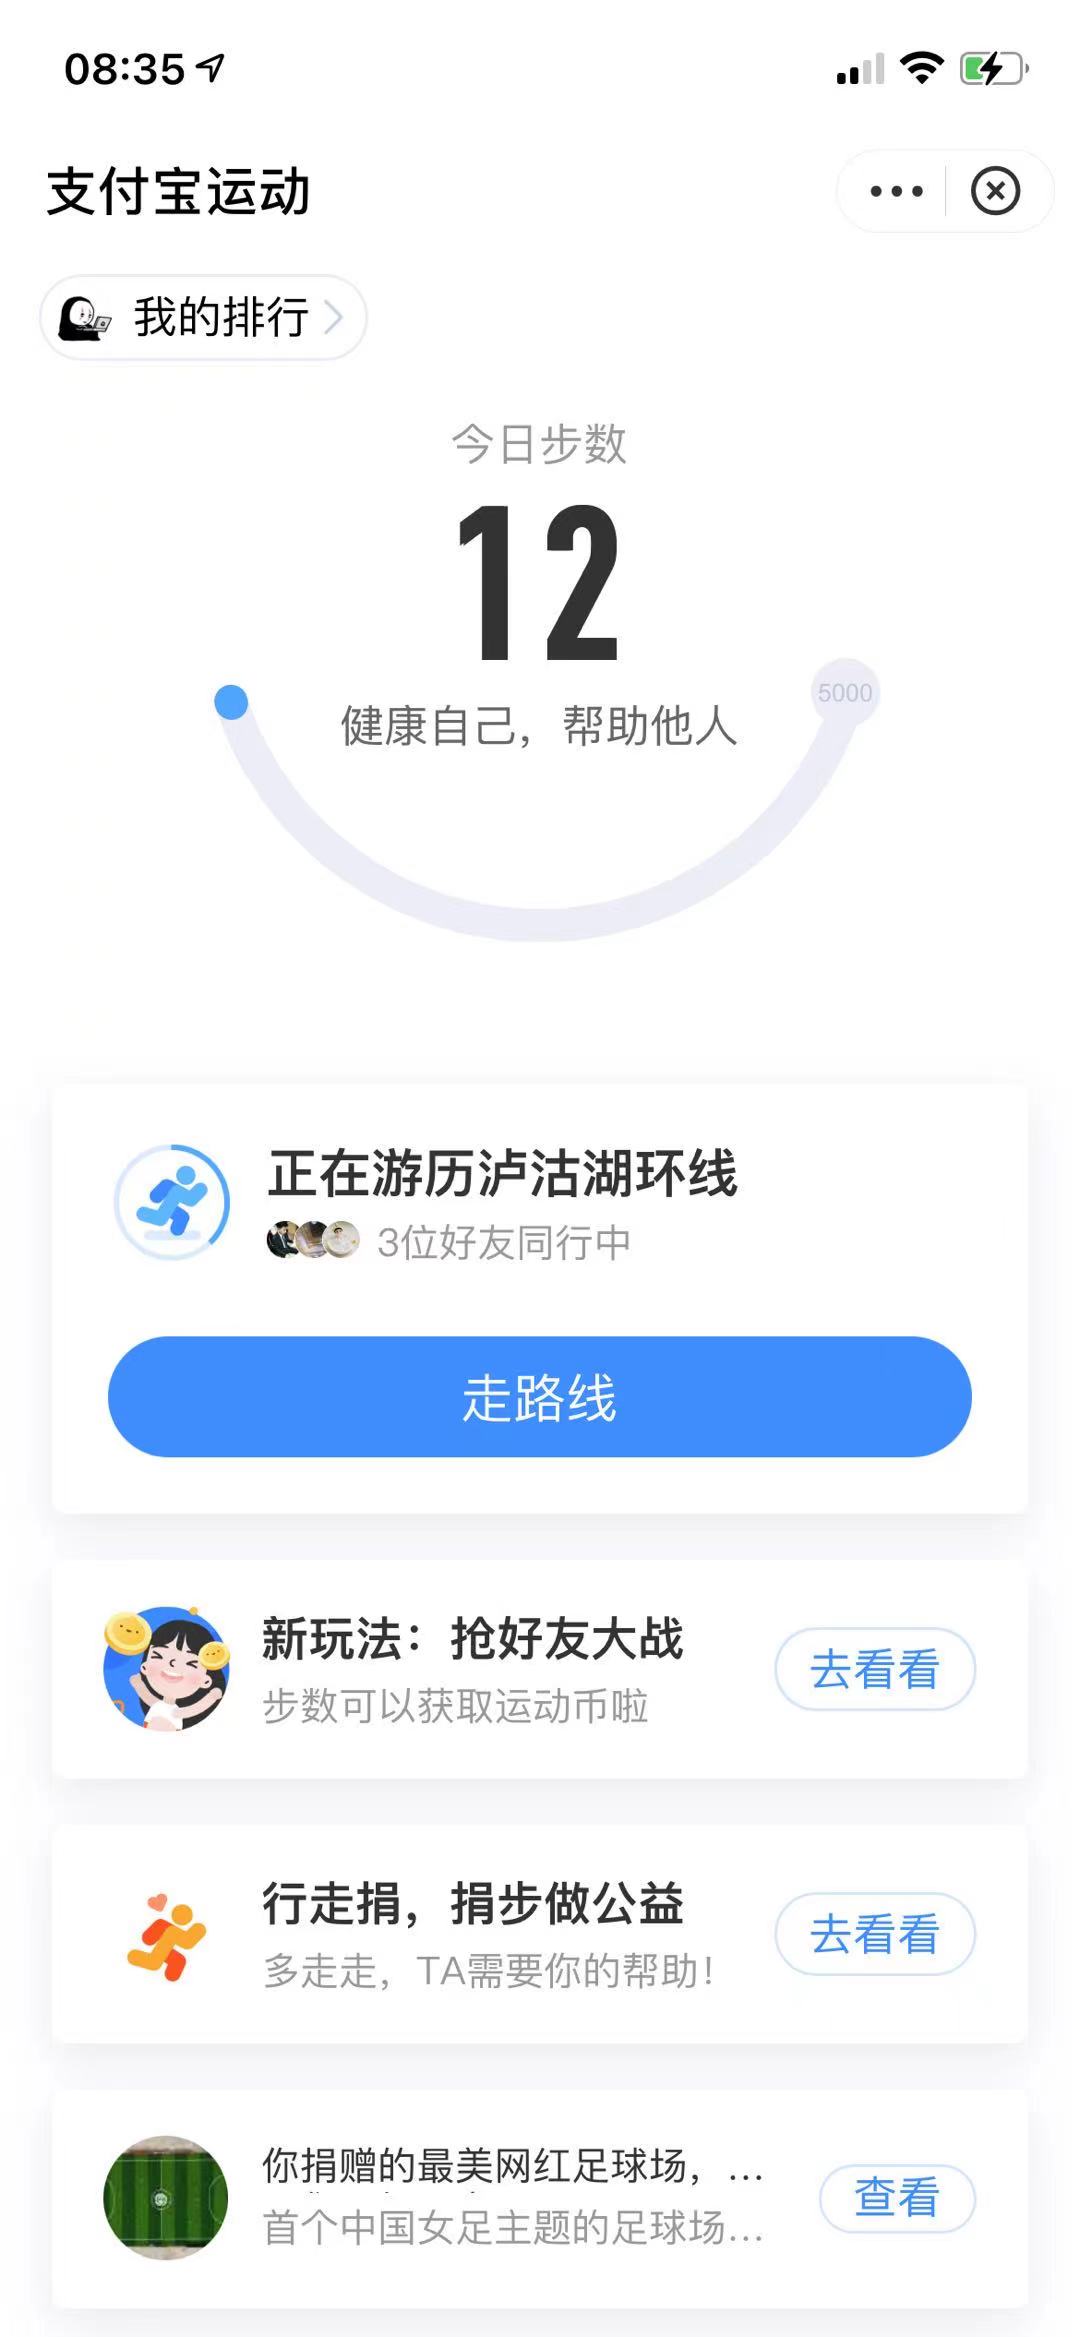 08:35
支付宝运动
我的排行
今日步数
12
5000
健康自己，帮助他人
正在游历泸沽湖环线
3位好友同行中
走路线
新玩法：抢好友大战
步数可以获取运动币啦
去看看
行走捐，捐步做公益
多走走，TA需要你的帮助！
去看看
你捐赠的最美网红足球场，...
首个中国女足主题的足球场...
查看